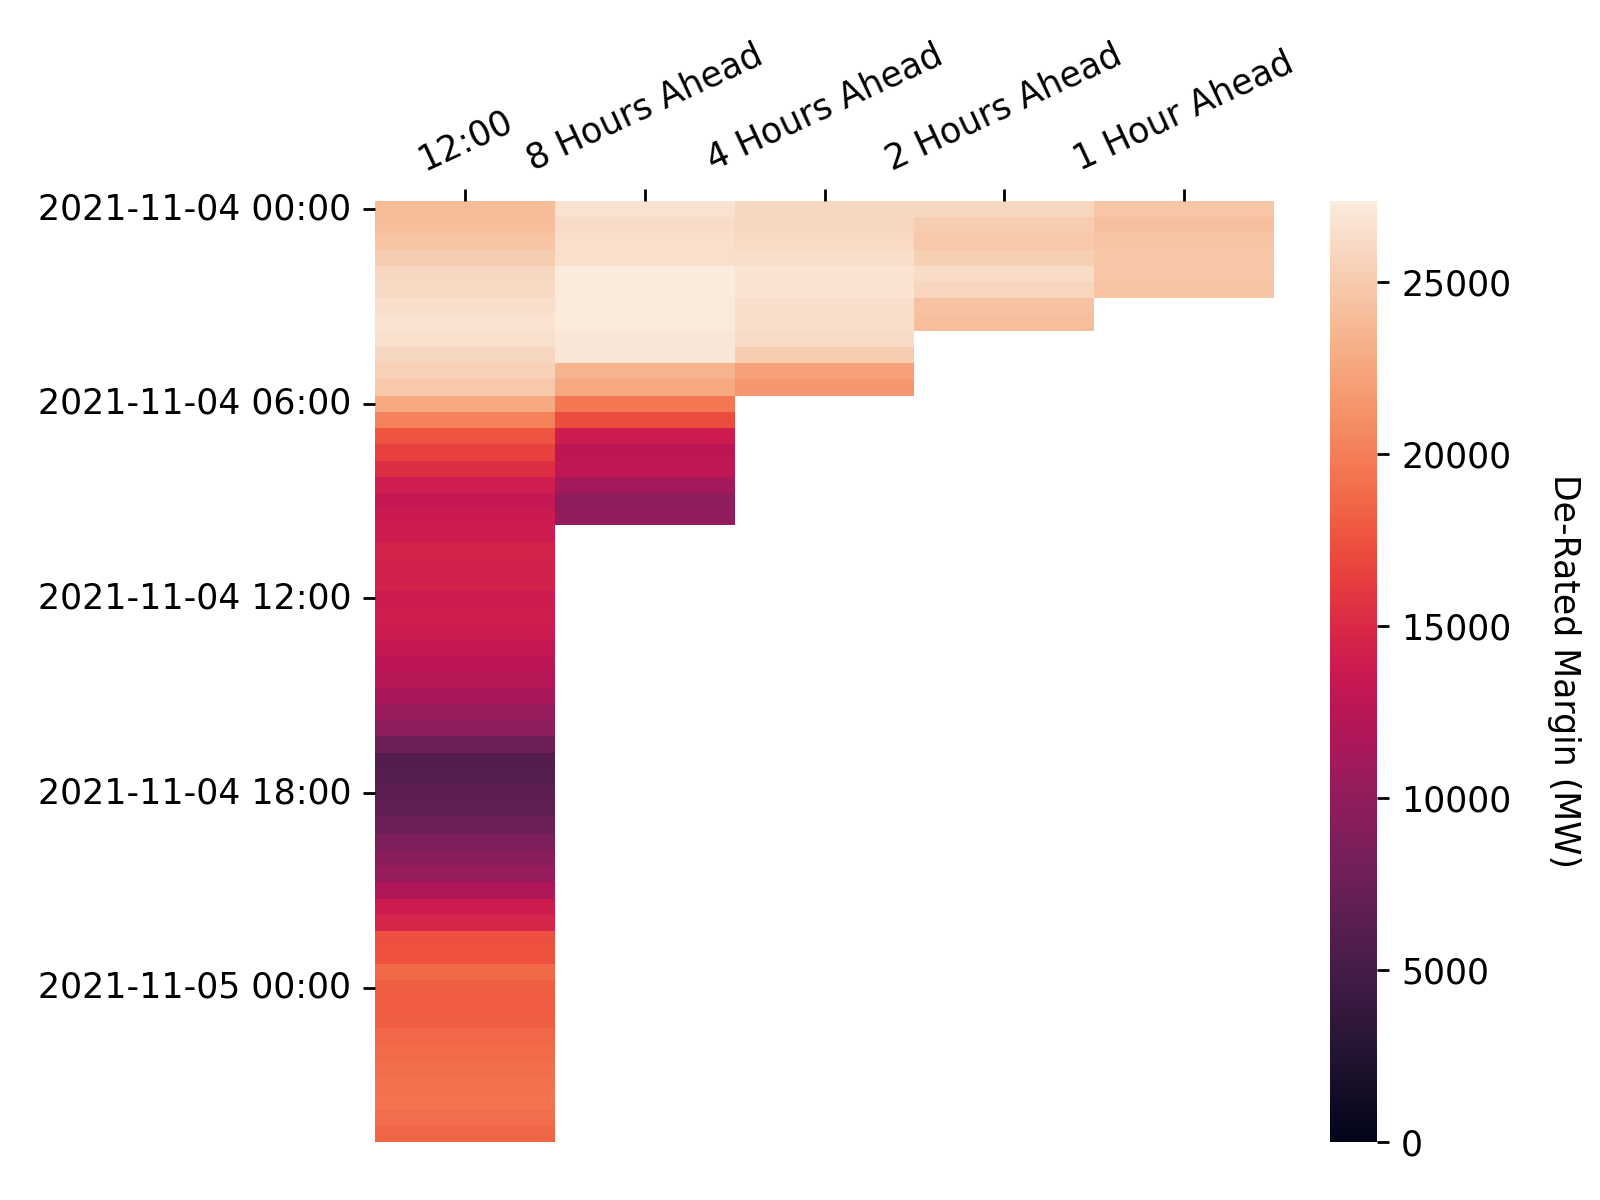 12:00
8 Hours Ahead
4 Hours Ahead
2 Hours Ahead
1 Hour Ahead
2021-11-04 00:00
2021-11-04 06:00
2021-11-04 12:00
2021-11-04 18:00
2021-11-05 00:00
25000
20000
15000
10000
5000
0
De-Rated Margin (MW)